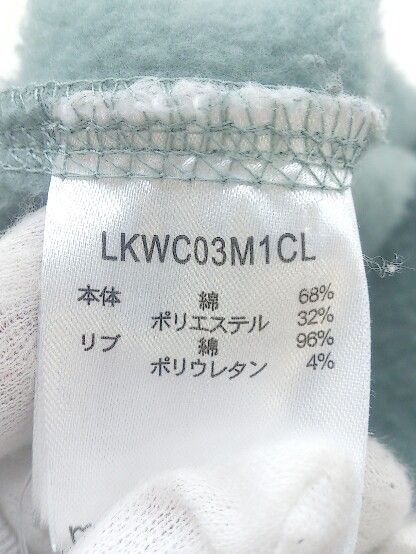 LKWC03M1CL
本体 綿 68%
ポリエステル 32%
リブ 綿 96%
ポリウレタン 4%